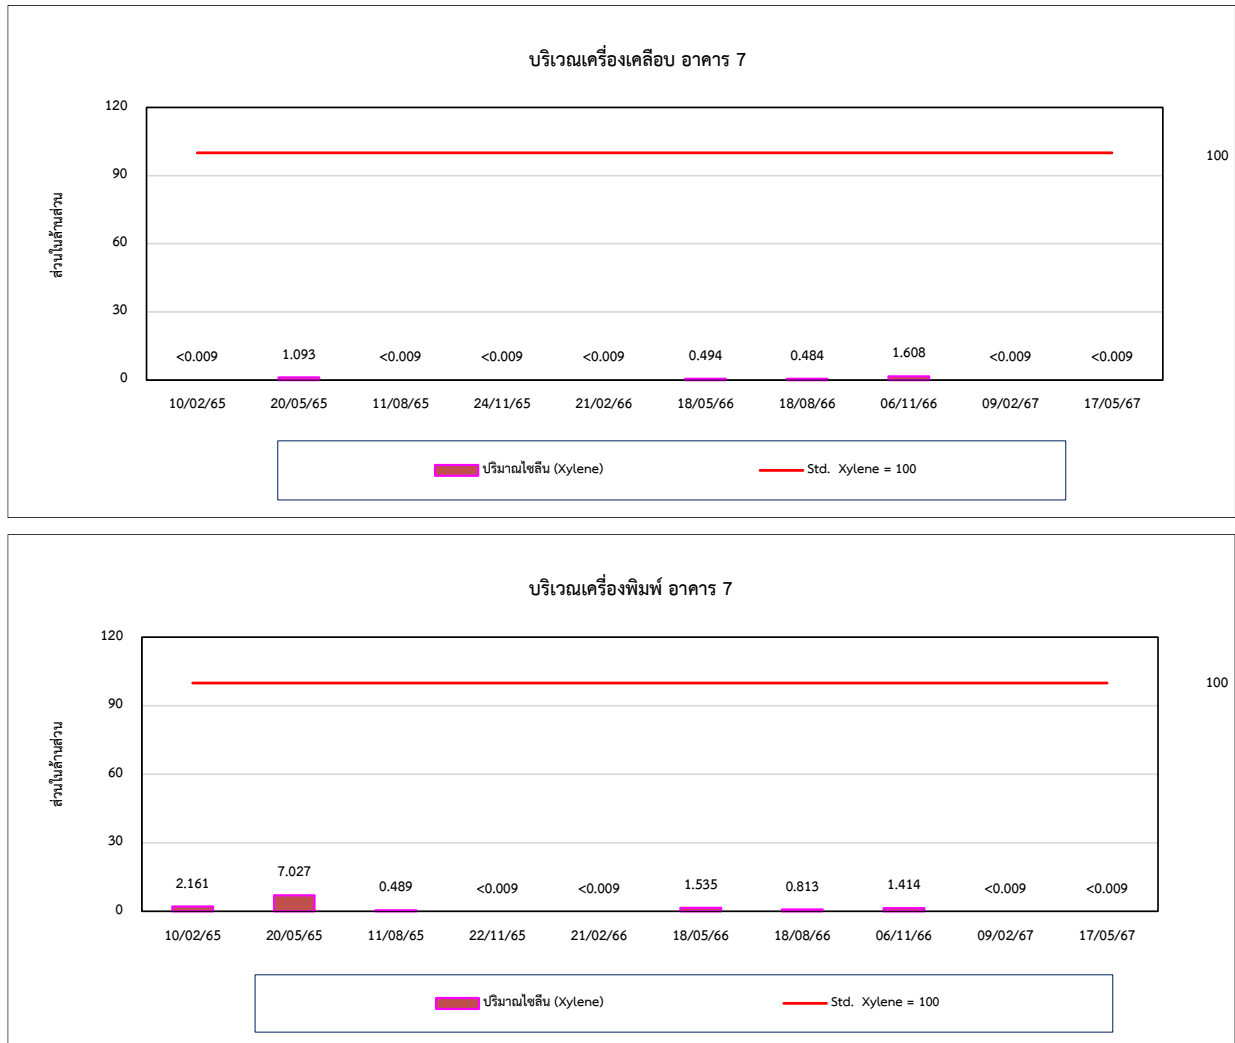 บริเวณเครื่องเคลือบ อาคาร 7
120
100
90
ส่วนในล้านส่วน
60
30
<0.009 1.093 <0.009 <0.009 <0.009 0.494 0.484 1.608 <0.009 <0.009
0
10/02/65 20/05/65 11/08/65 24/11/65 21/02/66 18/05/66 18/08/66 06/11/66 09/02/67 17/05/67
ปริมาณไซลีน (Xylene) Std. Xylene = 100
บริเวณเครื่องพิมพ์ อาคาร 7
120
100
90
ส่วนในล้านส่วน
60
30
2.161 7.027 0.489 <0.009 <0.009 1.535 0.813 1.414 <0.009 <0.009
0
10/02/65 20/05/65 11/08/65 22/11/65 21/02/66 18/05/66 18/08/66 06/11/66 09/02/67 17/05/67
ปริมาณไซลีน (Xylene) Std. Xylene = 100